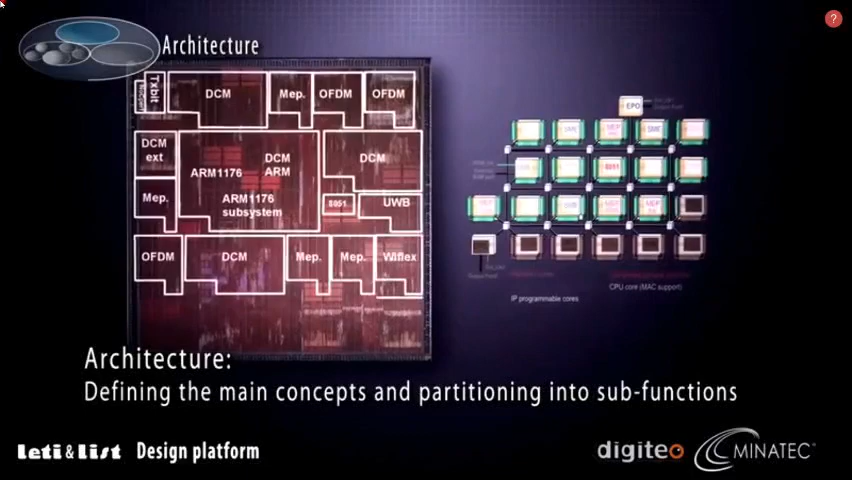 ?
Architecture
Txbit
DCM
Mep.
OFDM
OFDM
DCM
ext
DCM
ARM
DCM
ARM1176
Mep.
ARM1176
subsystem
8051
UWB
OFDM
DCM
Mep.
Mep.
Wiflex
EPO
8051
IP programmable cores
CPU core (MAC support)
Architecture:
Defining the main concepts and partitioning into sub-functions
Leti & List Design platform
digiteo
MINATEC